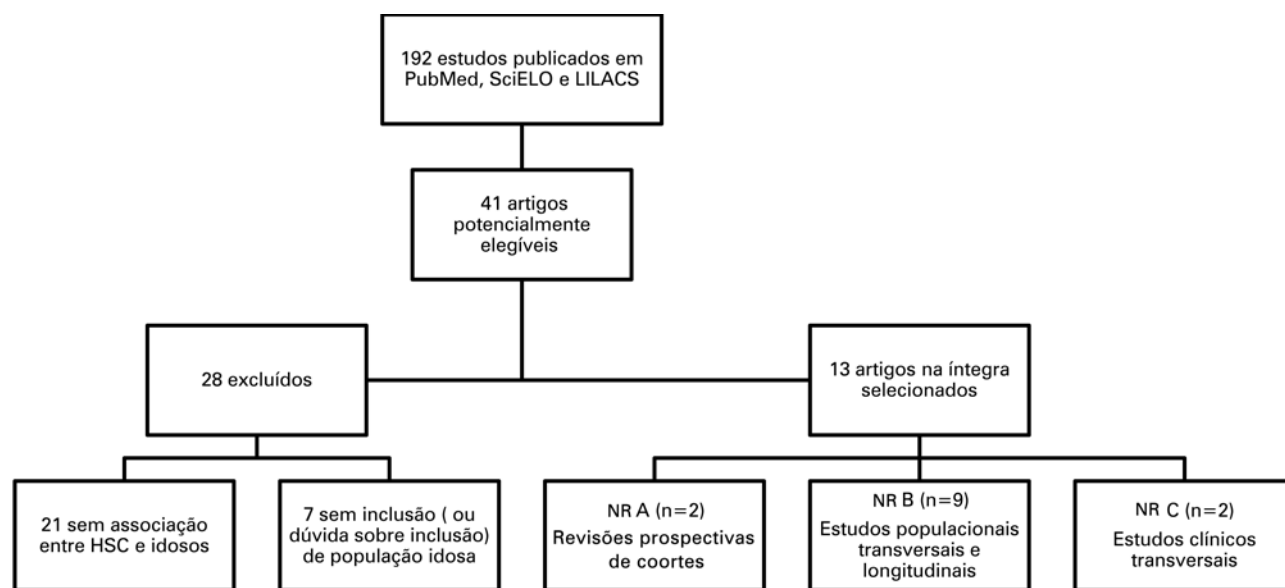 192 estudos publicados em
PubMed, SciELO e LILACS
41 artigos
potencialmente
elegíveis
28 excluídos
13 artigos na íntegra
selecionados
21 sem associação
entre HSC e idosos
7 sem inclusão ( ou
dúvida sobre inclusão)
de população idosa
NR A (n=2)
Revisões prospectivas
de coortes
NR B (n=9)
Estudos populacionais
transversais e
longitudinais
NR C (n=2)
Estudos clínicos
transversais